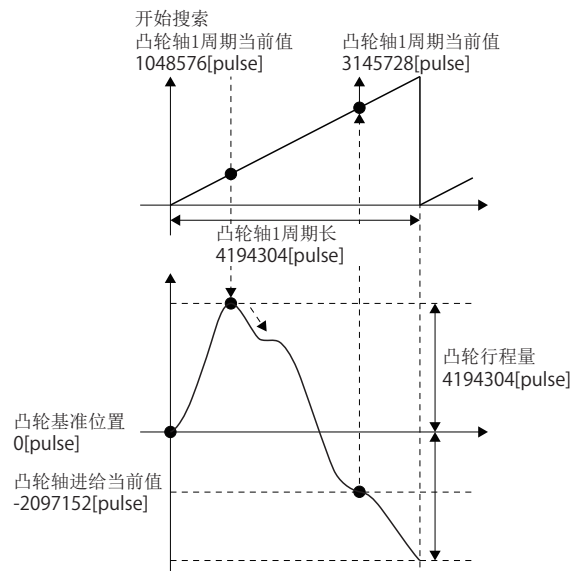 开始搜索
凸轮轴1周期当前值
1048576[pulse]
凸轮轴1周期当前值
3145728[pulse]
凸轮轴1周期长
4194304[pulse]
凸轮行程量
4194304[pulse]
凸轮基准位置
0[pulse]
凸轮轴进给当前值
-2097152[pulse]